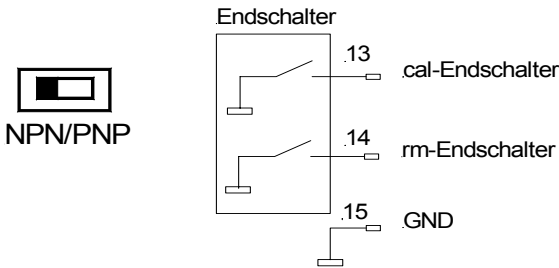 Endschalter
13
cal-Endschalter
NPN/PNP
14
rm-Endschalter
15
GND